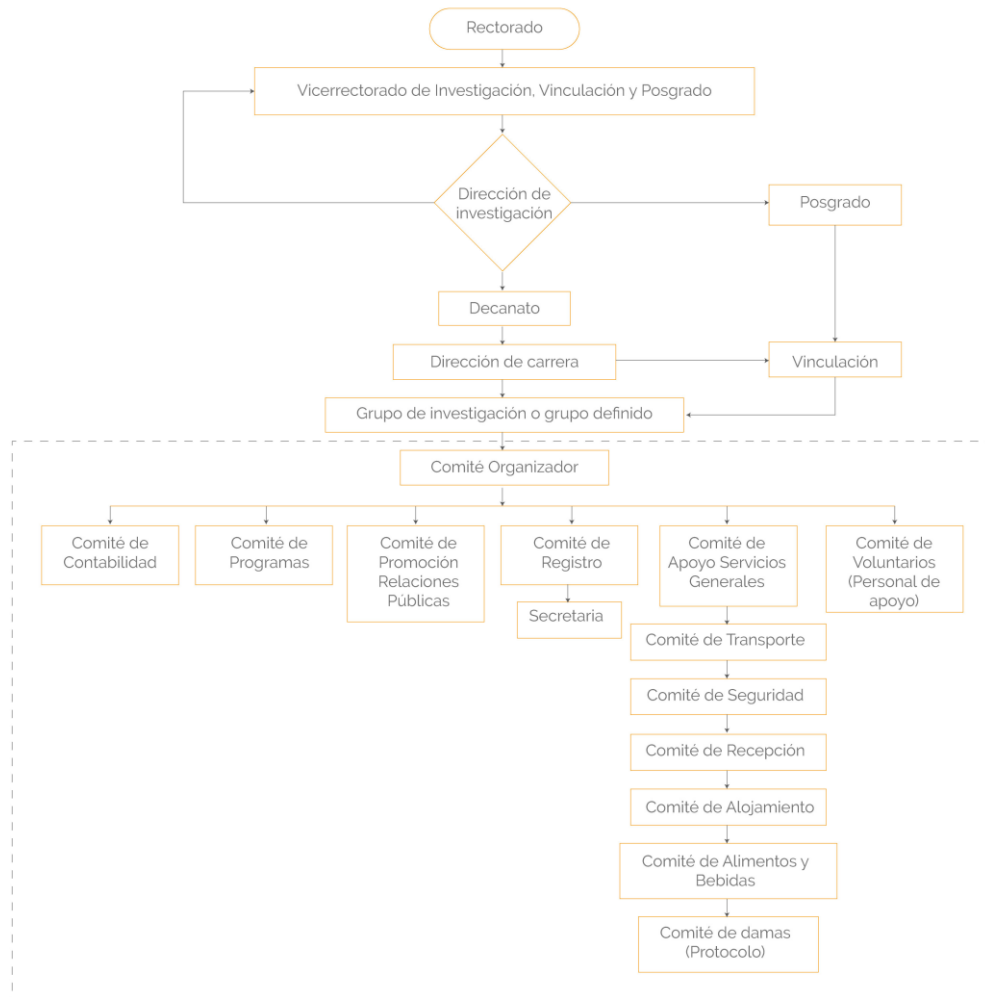 Rectorado
Vicerrectorado de Investigación, Vinculación y Posgrado
Dirección de
investigación
Posgrado
Decanato
Dirección de carrera
Vinculación
Grupo de investigación o grupo definido
Comité Organizador
Comité de
Contabilidad
Comité de
Programas
Comité de
Promoción
Relaciones
Públicas
Comité de
Registro
Comité de
Apoyo Servicios
Generales
Comité de
Voluntarios
(Personal de
apoyo)
Secretaria
Comité de Transporte
Comité de Seguridad
Comité de Recepción
Comité de Alojamiento
Comité de Alimentos y
Bebidas
Comité de damas
(Protocolo)